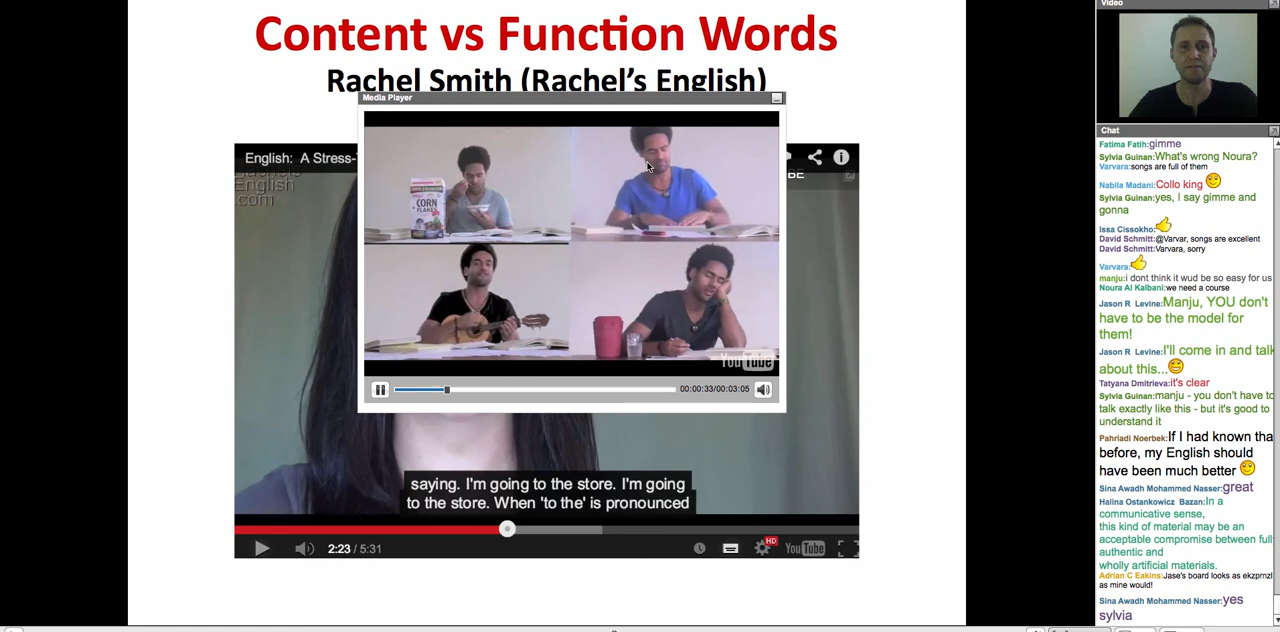 Content vs Function Words
Rachel Smith (Rachel's English)
Media Player
English: A Stress-
English
.com
CORN
FLAKES
YouTube
00:00:33/00:03:05
saying. I'm going to the store. I'm going
to the store. When 'to the' is pronounced
2:23 / 5:31
HD
YouTube
Video
Chat
Fatima Fatih:gimme
Sylvia Guinan:What's wrong Noura?
Varvara:songs are full of them
Nabila Madani:Collo king
Sylvia Guinan:yes, I say gimme and
gonna
Issa Cissokho:
David Schmitt:@Varvar, songs are excellent
David Schmitt:Varvara, sorry
Varvara:
manju:i dont think it wud be so easy for us
Noura Al Kalbani:we need a course
Jason R Levine:Manju, YOU don't
have to be the model for
them!
Jason R Levine:I'll come in and talk
about this...
Tatyana Dmitrieva:it's clear
Sylvia Guinan:manju - you don't have to
talk exactly like this - but it's good to
understand it
Pahriadi Noerbek:If I had known tha
before, my English should
have been much better
Sina Awadh Mohammed Nasser:great
Halina Ostankowicz Bazan:In a
communicative sense,
this kind of material may be an
acceptable compromise between full
authentic and
wholly artificial materials.
Adrian C Eakins:Jase's board looks as ekzprnzl
as mine would!
Sina Awadh Mohammed Nasser:yes
sylvia